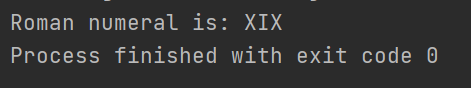 Roman numeral is: XIX
Process finished with exit code 0